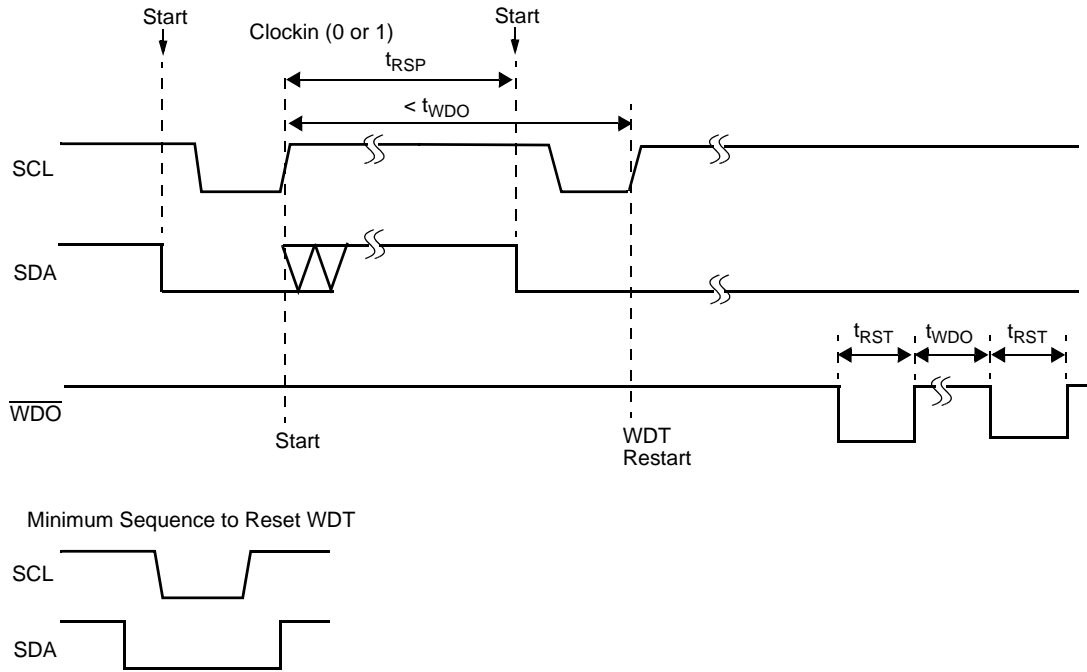 Start
Start
Clockin (0 or 1)
tRSP
< tWDO
SCL
SDA
tRST
tWDO
tRST
WDO
Start
WDT
Restart
Minimum Sequence to Reset WDT
SCL
SDA